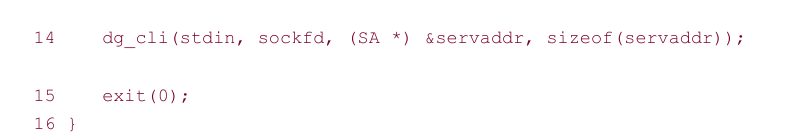 14    dg_cli(stdin, sockfd, (SA *) &servaddr, sizeof(servaddr));
15    exit(0);
16 }